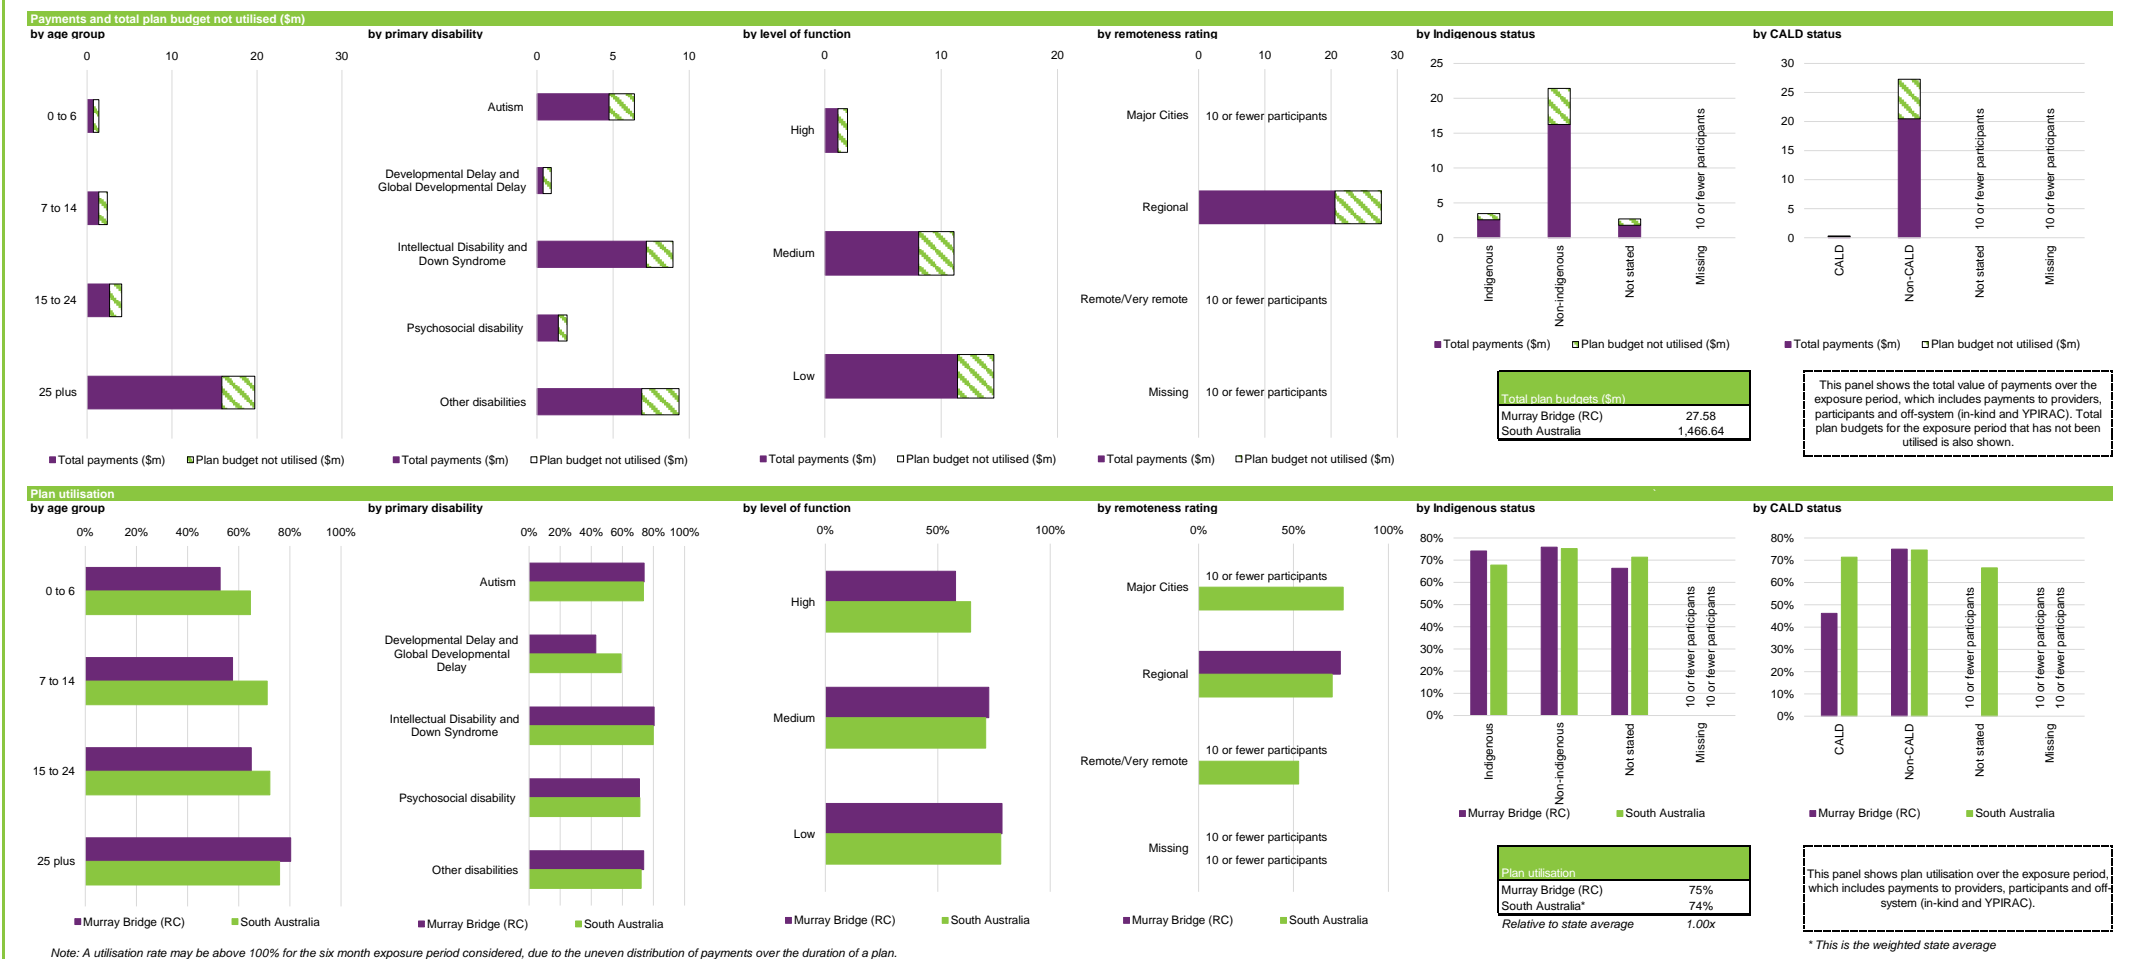 Payments and total plan budget not utilised ($m)
by age group
0 10 20 30
0 to 6
7 to 14
15 to 24
25 plus
Total payments ($m) Plan budget not utilised ($m)
by primary disability
0 5 10
Autism
Developmental Delay and
Global Developmental Delay
Intellectual Disability and
Down Syndrome
Psychosocial disability
Other disabilities
Total payments ($m) Plan budget not utilised ($m)
by level of function
0 10 20
High
Medium
Low
Total payments ($m) Plan budget not utilised ($m)
by remoteness rating
0 10 20 30
Major Cities 10 or fewer participants
Regional
Remote/Very remote 10 or fewer participants
Missing 10 or fewer participants
Total payments ($m) Plan budget not utilised ($m)
by Indigenous status
25
20
15
10
5
0
10 or fewer participants
Indigenous
Non-indigenous
Not stated
Missing
Total payments ($m) Plan budget not utilised ($m)
by CALD status
30
25
20
15
10
5
0
10 or fewer participants
10 or fewer participants
CALD
Non-CALD
Not stated
Missing
Total payments ($m) Plan budget not utilised ($m)
Total plan budgets ($m)
Murray Bridge (RC) 27.58
South Australia 1,466.64
This panel shows the total value of payments over the
exposure period, which includes payments to providers,
participants and off-system (in-kind and YPIRAC). Total
plan budgets for the exposure period that has not been
utilised is also shown.
Plan utilisation
by age group
0% 20% 40% 60% 80% 100%
0 to 6
7 to 14
15 to 24
25 plus
Murray Bridge (RC) South Australia
by primary disability
0% 20% 40% 60% 80% 100%
Autism
Developmental Delay and
Global Developmental
Delay
Intellectual Disability and
Down Syndrome
Psychosocial disability
Other disabilities
Murray Bridge (RC) South Australia
by level of function
0% 50% 100%
High
Medium
Low
Murray Bridge (RC) South Australia
by remoteness rating
0% 50% 100%
10 or fewer participants
Major Cities
Regional
10 or fewer participants
Remote/Very remote
10 or fewer participants
Missing
10 or fewer participants
Murray Bridge (RC) South Australia
by Indigenous status
80%
70%
60%
50%
40%
30%
20%
10%
0%
10 or fewer participants
10 or fewer participants
Indigenous
Non-indigenous
Not stated
Missing
Murray Bridge (RC) South Australia
by CALD status
80%
70%
60%
50%
40%
30%
20%
10%
0%
10 or fewer participants
10 or fewer participants
10 or fewer participants
CALD
Non-CALD
Not stated
Missing
Murray Bridge (RC) South Australia
Plan utilisation
Murray Bridge (RC) 75%
South Australia* 74%
Relative to state average 1.00x
This panel shows plan utilisation over the exposure period,
which includes payments to providers, participants and off-
system (in-kind and YPIRAC).
* This is the weighted state average
Note: A utilisation rate may be above 100% for the six month exposure period considered, due to the uneven distribution of payments over the duration of a plan.